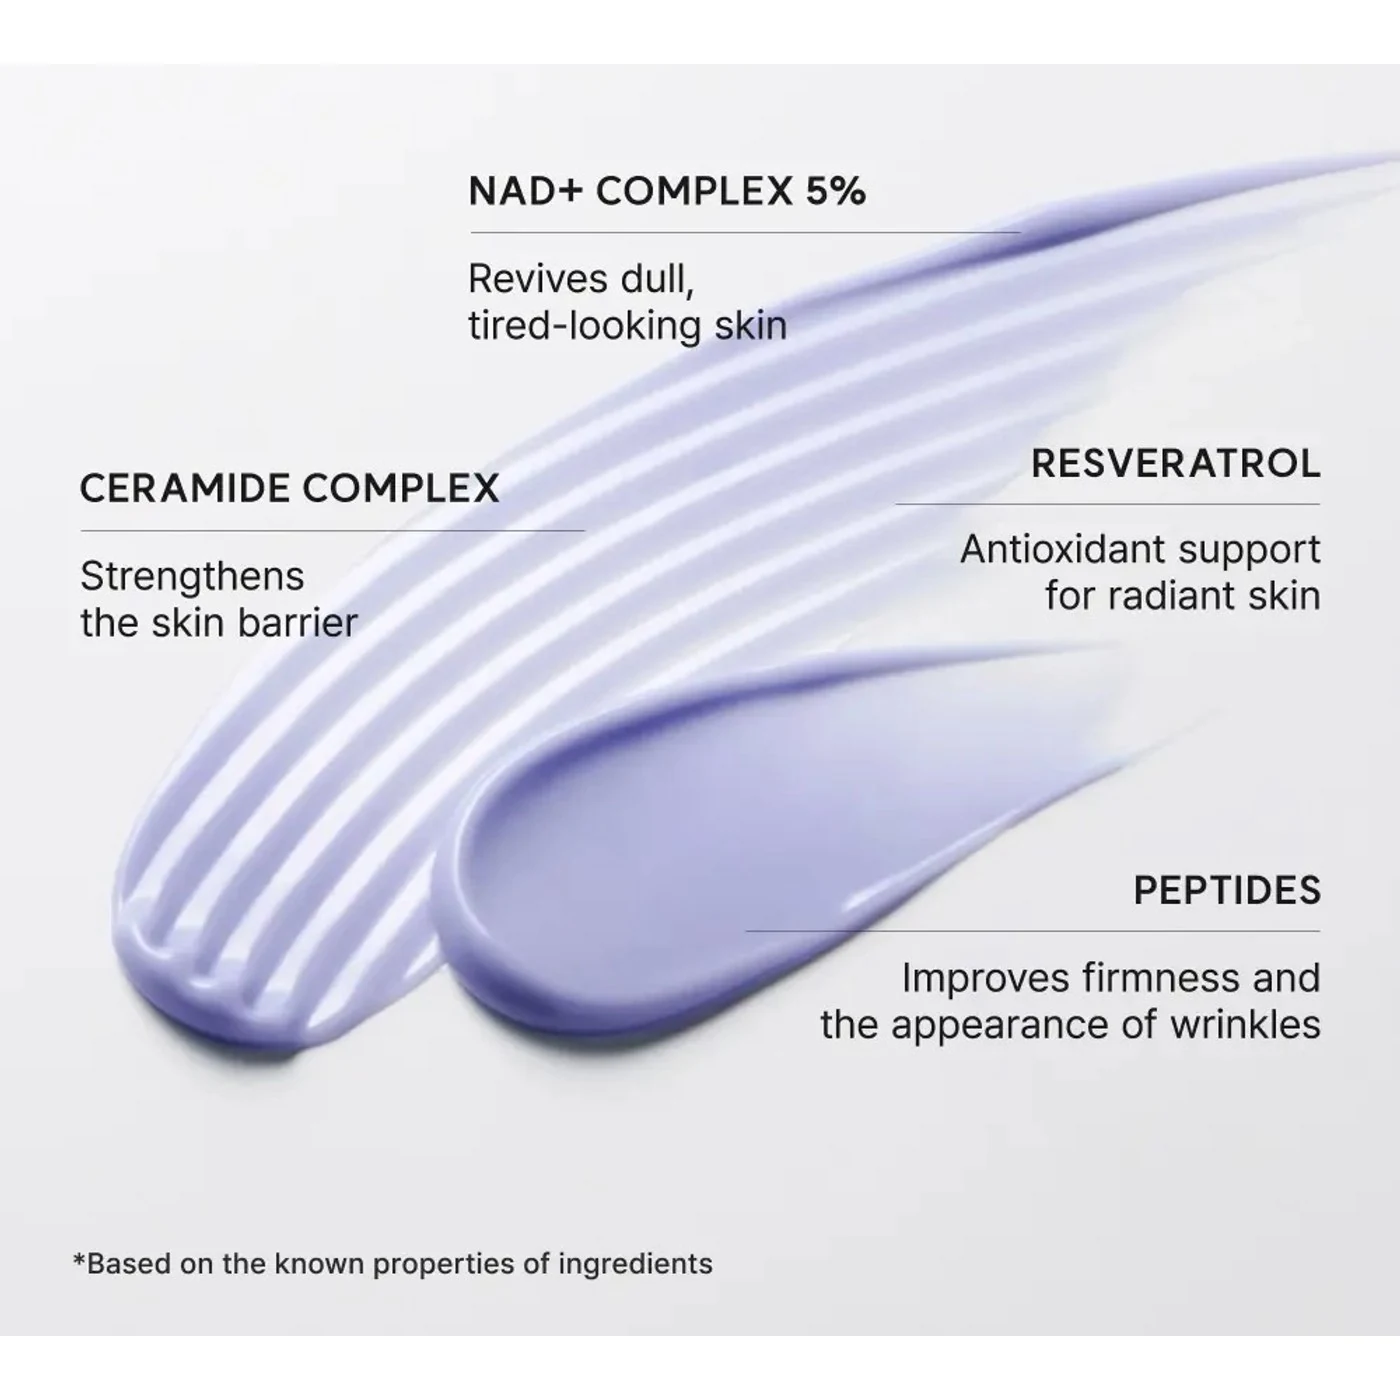 NAD+ COMPLEX 5%
Revives dull,
tired-looking skin
CERAMIDE COMPLEX
Strengthens
the skin barrier
RESVERATROL
Antioxidant support
for radiant skin
PEPTIDES
Improves firmness and
the appearance of wrinkles
*Based on the known properties of ingredients